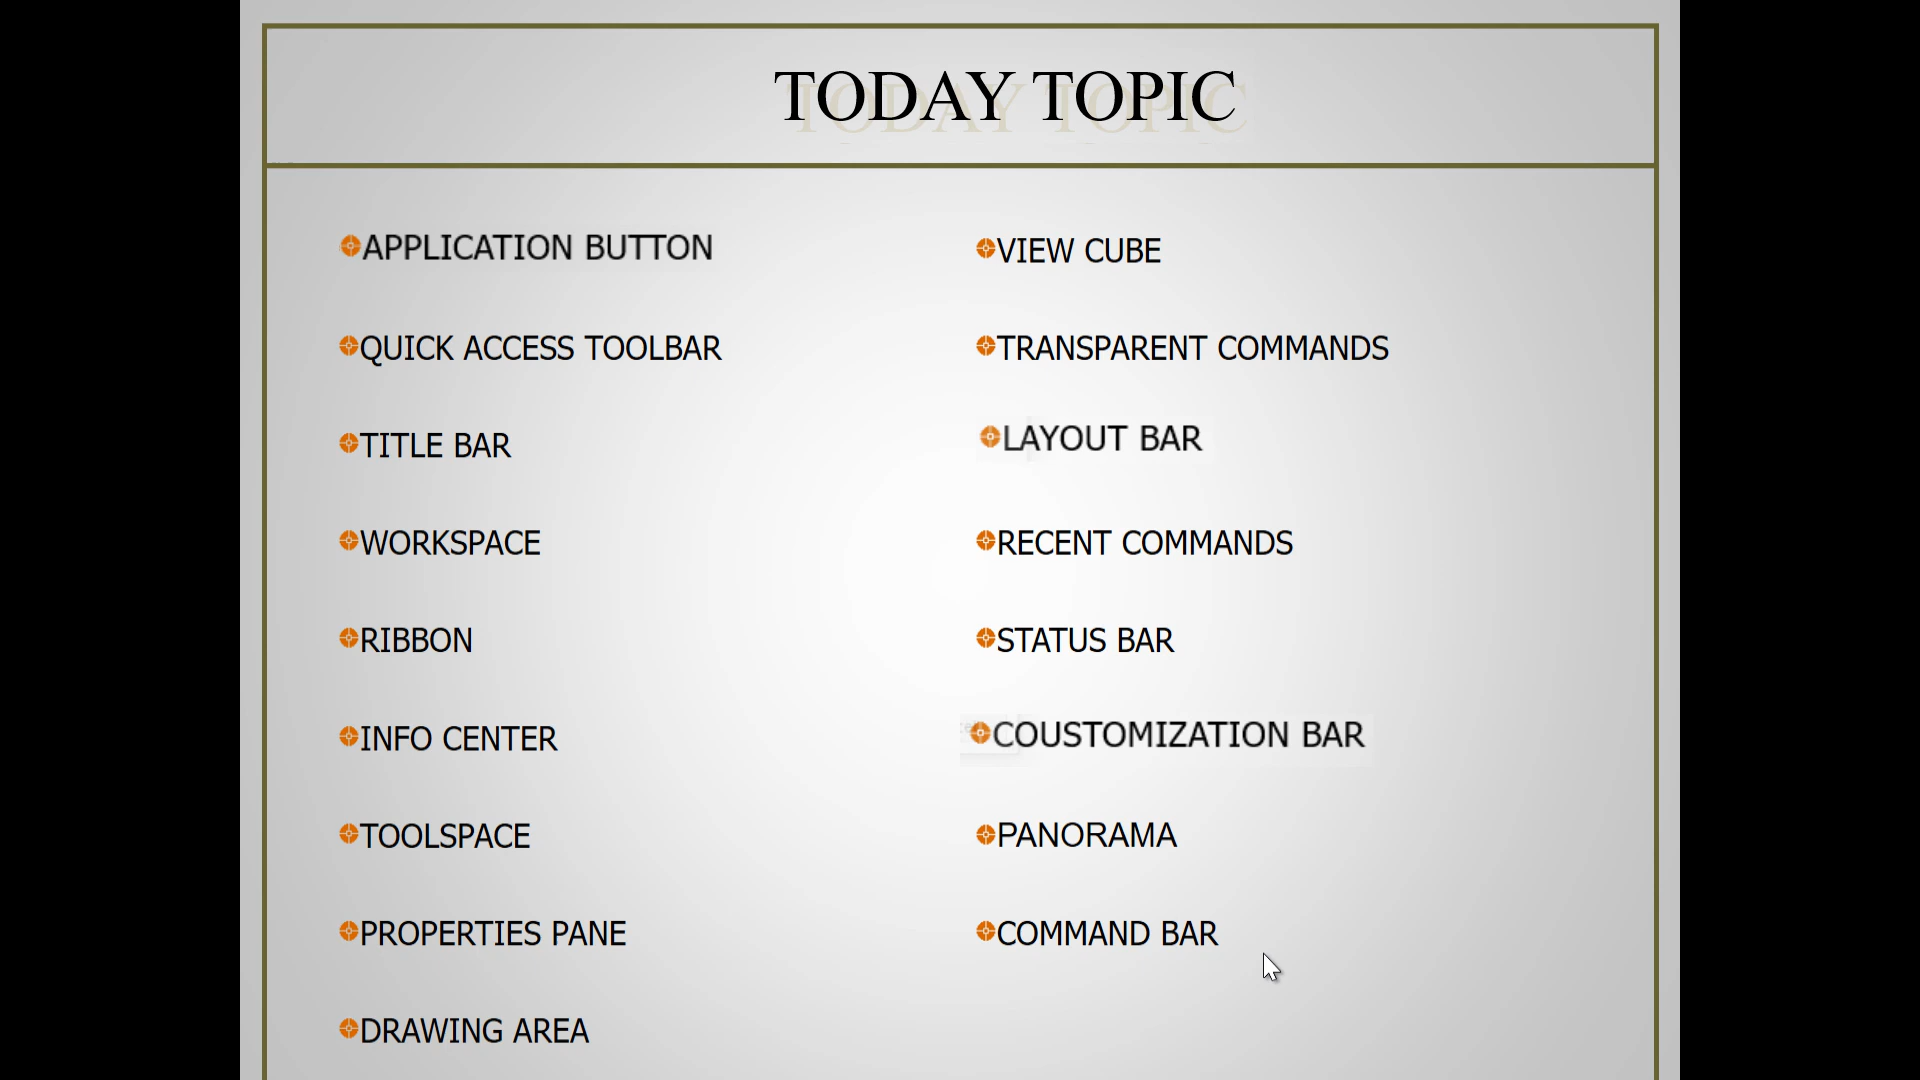 TODAY TOPIC
APPLICATION BUTTON
QUICK ACCESS TOOLBAR
TITLE BAR
WORKSPACE
RIBBON
INFO CENTER
TOOLSPACE
PROPERTIES PANE
DRAWING AREA
VIEW CUBE
TRANSPARENT COMMANDS
LAYOUT BAR
RECENT COMMANDS
STATUS BAR
COUSTOMIZATION BAR
PANORAMA
COMMAND BAR